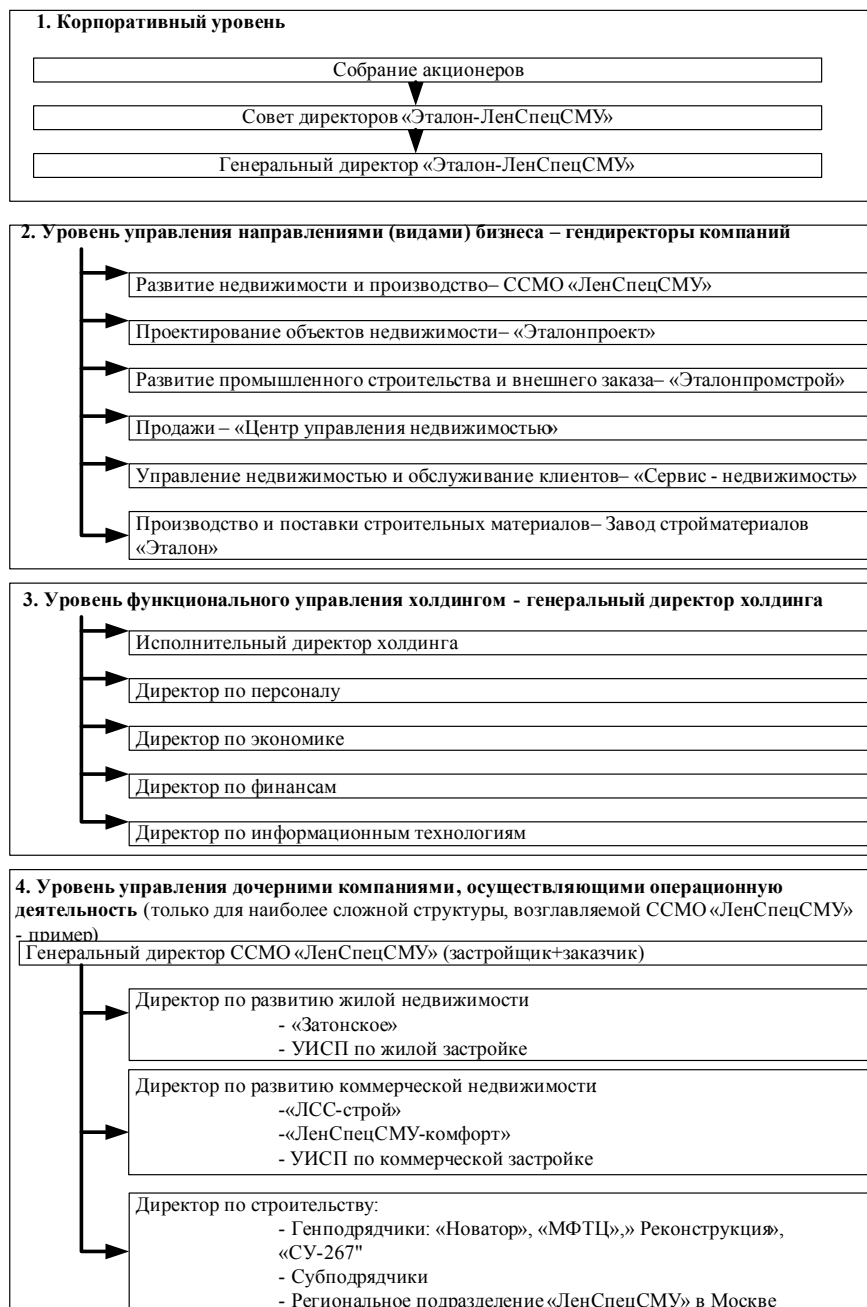 1. Корпоративный уровень
Собрание акционеров
Совет директоров «Эталон-ЛенСпецСМУ»
Генеральный директор «Эталон-ЛенСпецСМУ»
2. Уровень управления направлениями (видами) бизнеса – гендиректоры компаний
Развитие недвижимости и производство– ССМО «ЛенСпецСМУ»
Проектирование объектов недвижимости– «Эталонпроект»
Развитие промышленного строительства и внешнего заказа– «Эталонпромстрой»
Продажи – «Центр управления недвижимостью»
Управление недвижимостью и обслуживание клиентов– «Сервис - недвижимость»
Производство и поставки строительных материалов– Завод стройматериалов
«Эталон»
3. Уровень функционального управления холдингом - генеральный директор холдинга
Исполнительный директор холдинга
Директор по персоналу
Директор по экономике
Директор по финансам
Директор по информационным технологиям
4. Уровень управления дочерними компаниями, осуществляющими операционную
деятельность (только для наиболее сложной структуры, возглавляемой ССМО «ЛенСпецСМУ»
- пример)
Генеральный директор ССМО «ЛенСпецСМУ» (застройщик+заказчик)
Директор по развитию жилой недвижимости
- «Затонское»
- УИСП по жилой застройке
Директор по развитию коммерческой недвижимости
-«ЛСС-строй»
-«ЛенСпецСМУ-комфорт»
- УИСП по коммерческой застройке
Директор по строительству:
- Генподрядчики: «Новатор», «МФТЦ»,» Реконструкция»,
«СУ-267"
- Субподрядчики
- Региональное подразделение «ЛенСпецСМУ» в Москве